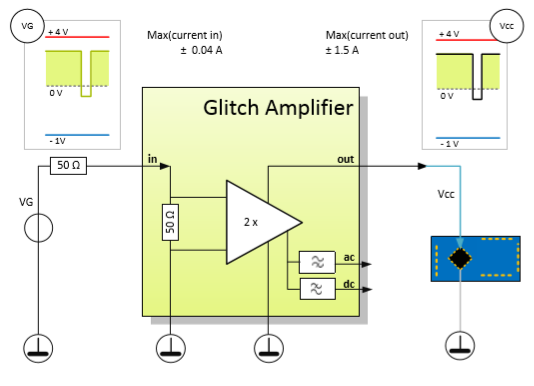 VG
+ 4 V
0 V
- 1V
Max(current in)
± 0.04 A
Max(current out)
± 1.5 A
Vcc
+ 4 V
0 V
- 1 V
Glitch Amplifier
50 Ω
in
out
VG
50 Ω
2 x
Vcc
ac
dc